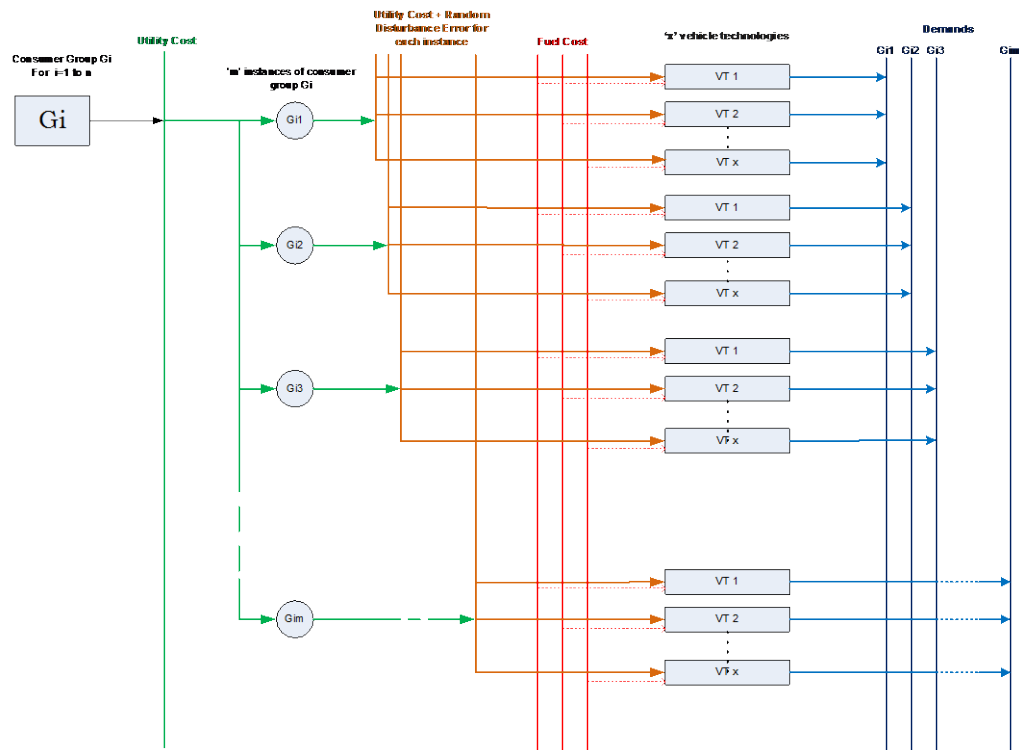 Utility Cost + Random
Disturbance Error for
each instance
Utility Cost
Fuel Cost
'x' vehicle technologies
Demands
Gi1 Gi2 Gi3 Gim
Consumer Group Gi
For i=1 to n
'm' instances of consumer
group Gi
Gi
Gi1
VT 1
VT 2
VT x
Gi2
VT 1
VT 2
VT x
Gi3
VT 1
VT 2
VT x
Gim
VT 1
VT 2
VT x